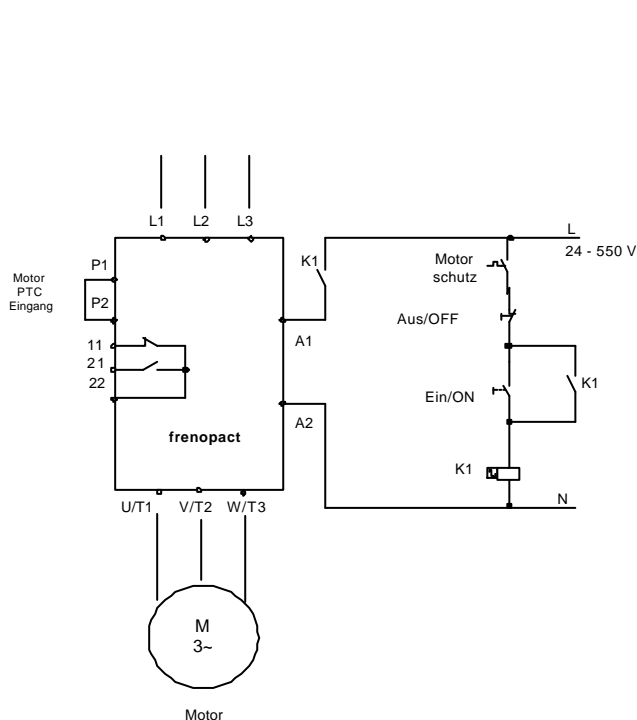 L1 L2 L3
L
24 - 550 V
P1
K1
Motor
schutz
Motor
PTC
Eingang
P2
Aus/OFF
11
A1
21
22
Ein/ON
K1
A2
frenopact
K1
N
U/T1 V/T2 W/T3
M
3~
Motor